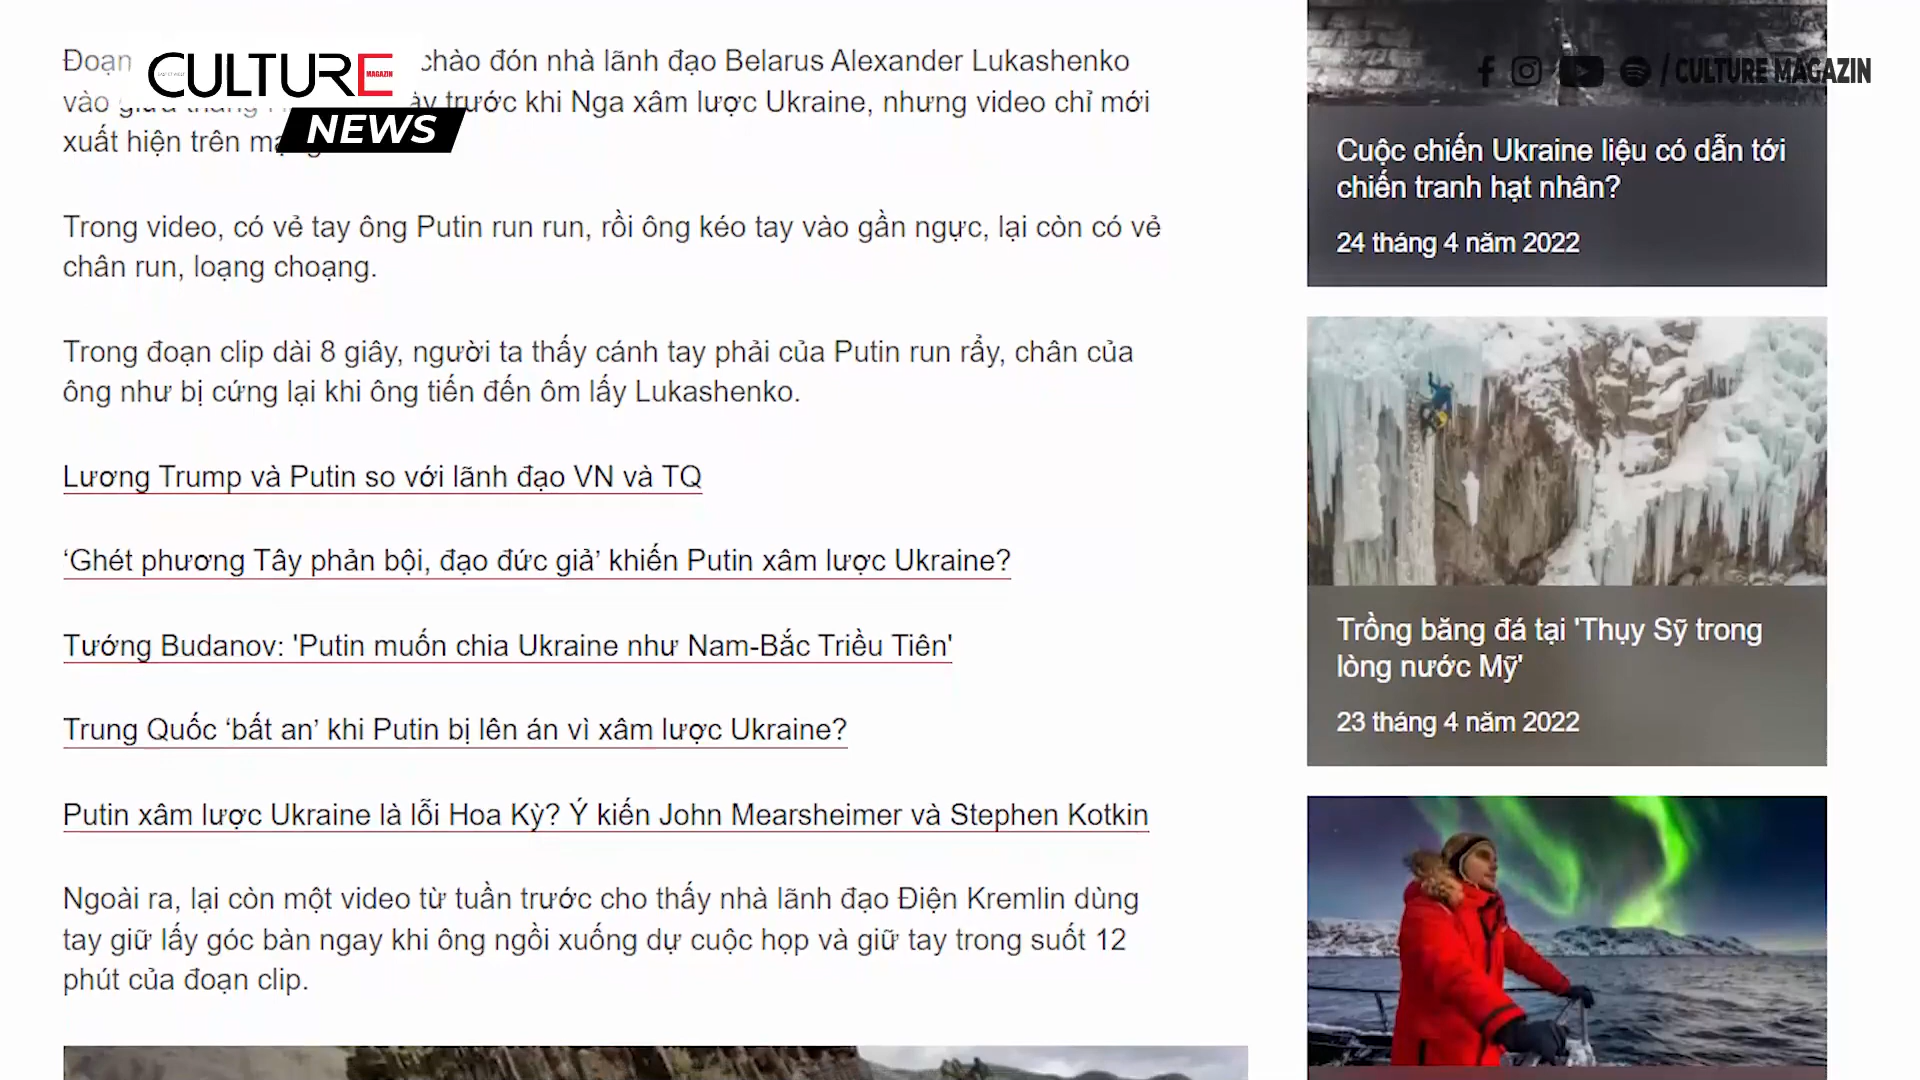 CULTURE
MAGAZIN
NEWS
/ CULTURE MAGAZIN
Đoạn chào đón nhà lãnh đạo Belarus Alexander Lukashenko
vào giữa tháng trước khi Nga xâm lược Ukraine, nhưng video chỉ mới
xuất hiện trên mạng
Trong video, có vẻ tay ông Putin run run, rồi ông kéo tay vào gần ngực, lại còn có vẻ
chân run, loạng choạng.
Trong đoạn clip dài 8 giây, người ta thấy cánh tay phải của Putin run rẩy, chân của
ông như bị cứng lại khi ông tiến đến ôm lấy Lukashenko.
Lương Trump và Putin so với lãnh đạo VN và TQ
‘Ghét phương Tây phản bội, đạo đức giả’ khiến Putin xâm lược Ukraine?
Tướng Budanov: 'Putin muốn chia Ukraine như Nam-Bắc Triều Tiên'
Trung Quốc ‘bất an’ khi Putin bị lên án vì xâm lược Ukraine?
Putin xâm lược Ukraine là lỗi Hoa Kỳ? Ý kiến John Mearsheimer và Stephen Kotkin
Ngoài ra, lại còn một video từ tuần trước cho thấy nhà lãnh đạo Điện Kremlin dùng
tay giữ lấy góc bàn ngay khi ông ngồi xuống dự cuộc họp và giữ tay trong suốt 12
phút của đoạn clip.
Cuộc chiến Ukraine liệu có dẫn tới
chiến tranh hạt nhân?
24 tháng 4 năm 2022
Trồng băng đá tại 'Thụy Sỹ trong
lòng nước Mỹ'
23 tháng 4 năm 2022